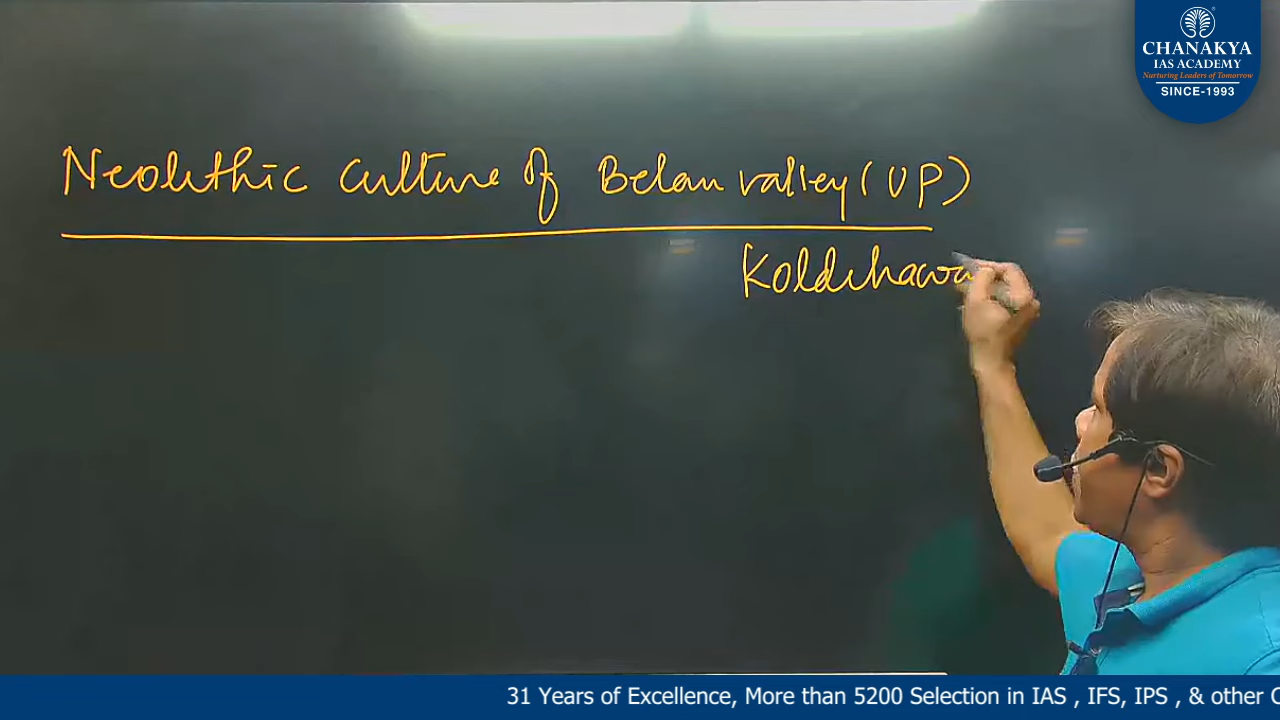 CHANAKYA
IAS ACADEMY
Nurturing Leaders of Tomorrow
SINCE-1993
Neolithic Culture of Belan valley (UP)
Koldihawa
31 Years of Excellence, More than 5200 Selection in IAS , IFS, IPS , & other